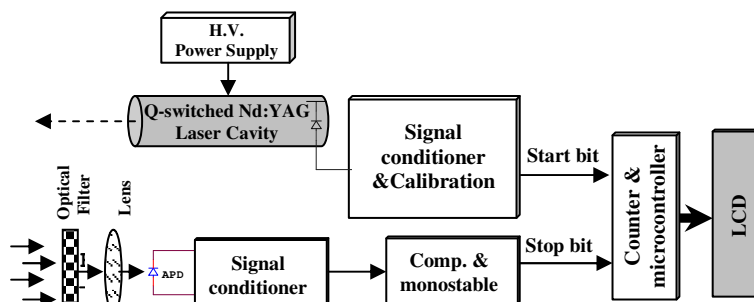 H.V.
Power Supply
Q-switched Nd:YAG
Laser Cavity
Signal
conditioner
&Calibration
Start bit
Counter &
microcontroller
LCD
Optical
Filter
Lens
APD
Signal
conditioner
Comp. &
monostable
Stop bit